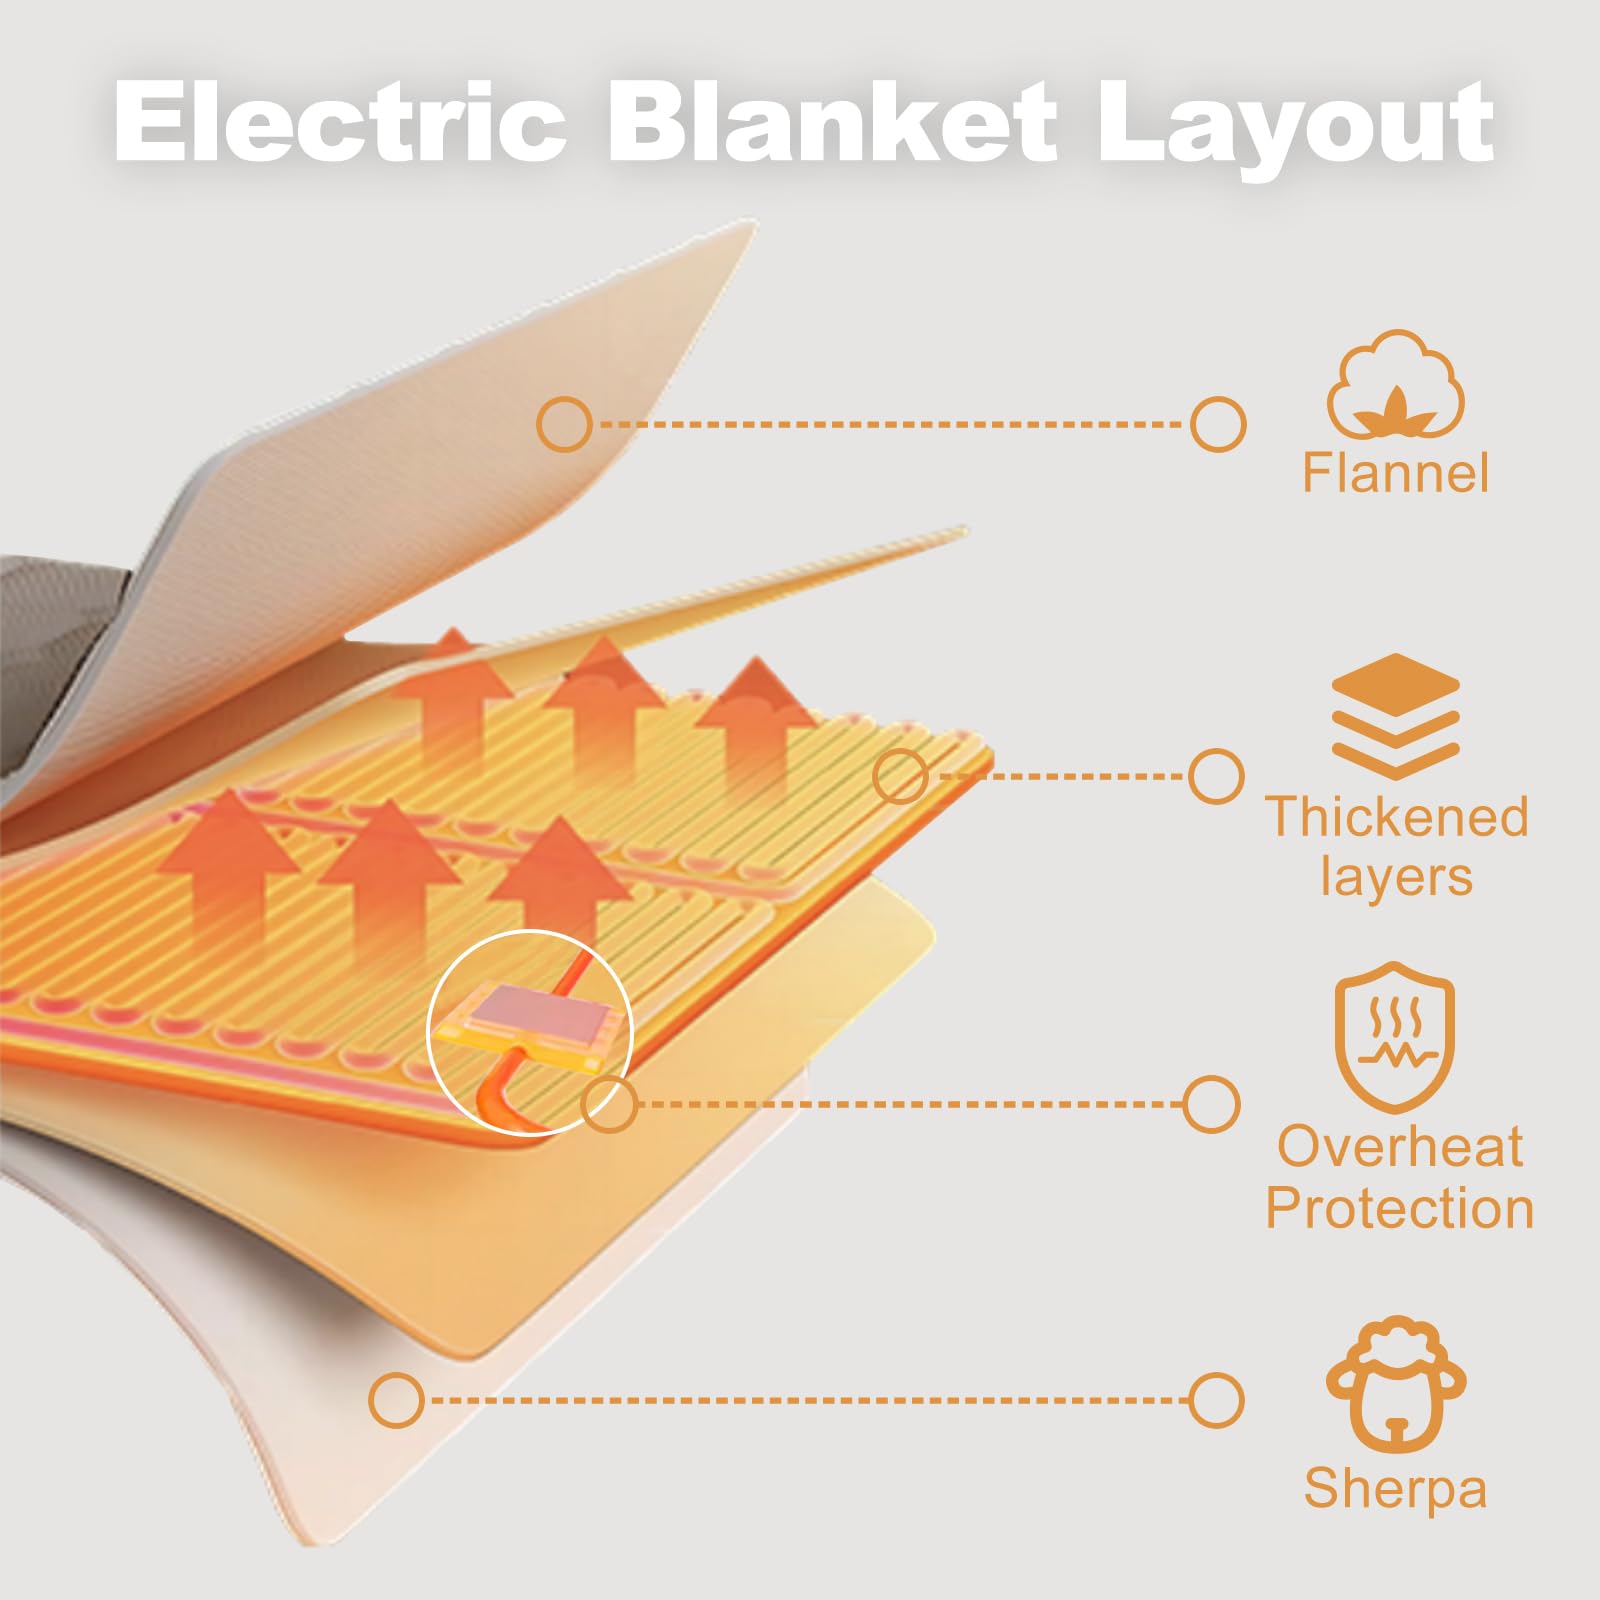 Electric Blanket Layout
Flannel
Thickened
layers
Overheat
Protection
Sherpa